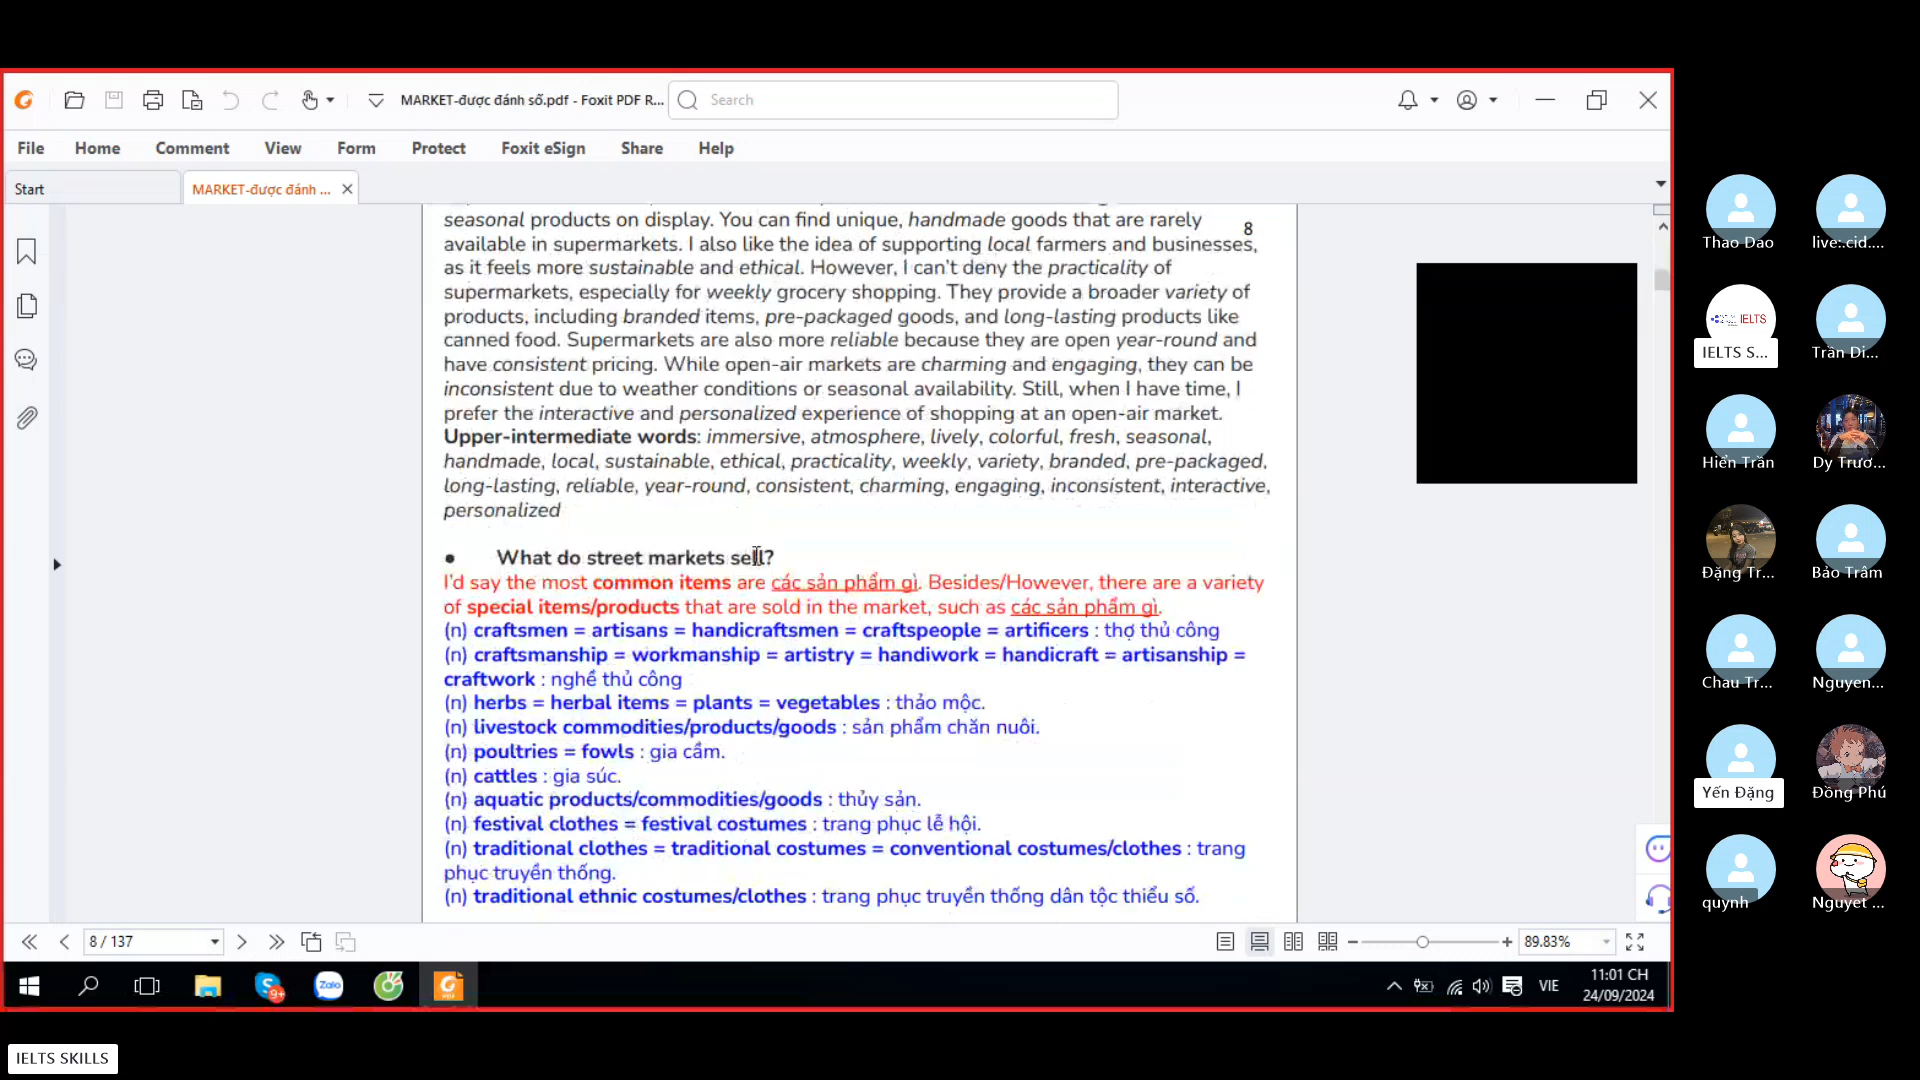 MARKET-được đánh số.pdf - Foxit PDF R...
Search
File Home Comment View Form Protect Foxit eSign Share Help
Start
MARKET-được đánh ...
8
seasonal products on display. You can find unique, handmade goods that are rarely
available in supermarkets. I also like the idea of supporting local farmers and businesses,
as it feels more sustainable and ethical. However, I can't deny the practicality of
supermarkets, especially for weekly grocery shopping. They provide a broader variety of
products, including branded items, pre-packaged goods, and long-lasting products like
canned food. Supermarkets are also more reliable because they are open year-round and
have consistent pricing. While open-air markets are charming and engaging, they can be
inconsistent due to weather conditions or seasonal availability. Still, when I have time, I
prefer the interactive and personalized experience of shopping at an open-air market.
Upper-intermediate words: immersive, atmosphere, lively, colorful, fresh, seasonal,
handmade, local, sustainable, ethical, practicality, weekly, variety, branded, pre-packaged,
long-lasting, reliable, year-round, consistent, charming, engaging, inconsistent, interactive,
personalized
• What do street markets sell?
I'd say the most common items are các sản phẩm gì. Besides/However, there are a variety
of special items/products that are sold in the market, such as các sản phẩm gì.
(n) craftsmen = artisans = handicraftsmen = craftspeople = artificers : thợ thủ công
(n) craftsmanship = workmanship = artistry = handiwork = handicraft = artisanship =
craftwork : nghề thủ công
(n) herbs = herbal items = plants = vegetables : thảo mộc.
(n) livestock commodities/products/goods : sản phẩm chăn nuôi.
(n) poultries = fowls : gia cầm.
(n) cattles : gia súc.
(n) aquatic products/commodities/goods : thủy sản.
(n) festival clothes = festival costumes : trang phục lễ hội.
(n) traditional clothes = traditional costumes = conventional costumes/clothes : trang
phục truyền thống.
(n) traditional ethnic costumes/clothes : trang phục truyền thống dân tộc thiểu số.
8 / 137
89.83%
9+
Zalo
PDF
VIE
11:01 CH
24/09/2024
Thao Dao
live:.cid....
IELTS
IELTS S...
Trần Di...
Hiển Trần
Dy Trươ...
Đặng Tr...
Bảo Trâm
Chau Tr...
Nguyen...
Yến Đặng
Đồng Phú
quynh
Nguyet ...
IELTS SKILLS